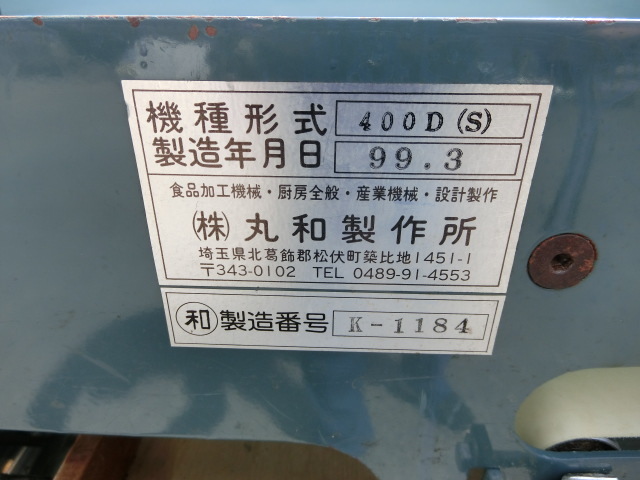 機種形式 400D(S)
製造年月日 99.3
食品加工機械・厨房全般・産業機械・設計製作
(株)丸和製作所
埼玉県北葛飾郡松伏町築比地1451-1
〒343-0102 TEL 0489-91-4553
㊒和 製造番号 K-1184